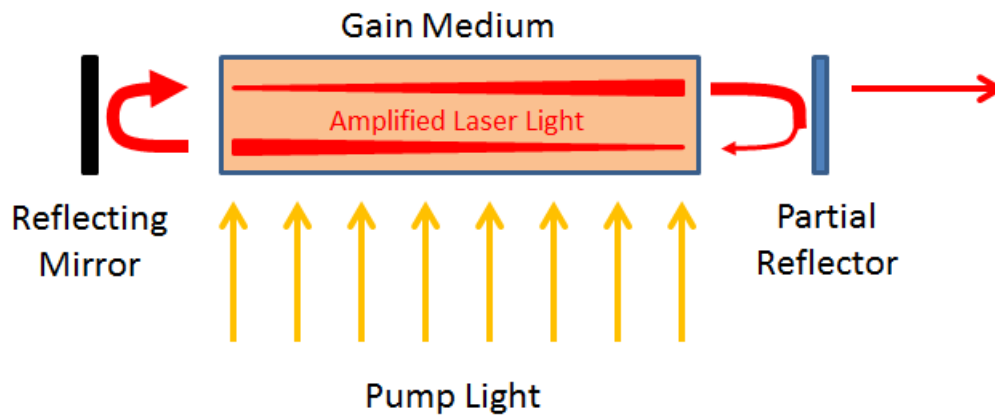 Gain Medium
Amplified Laser Light
Reflecting
Mirror
Partial
Reflector
Pump Light